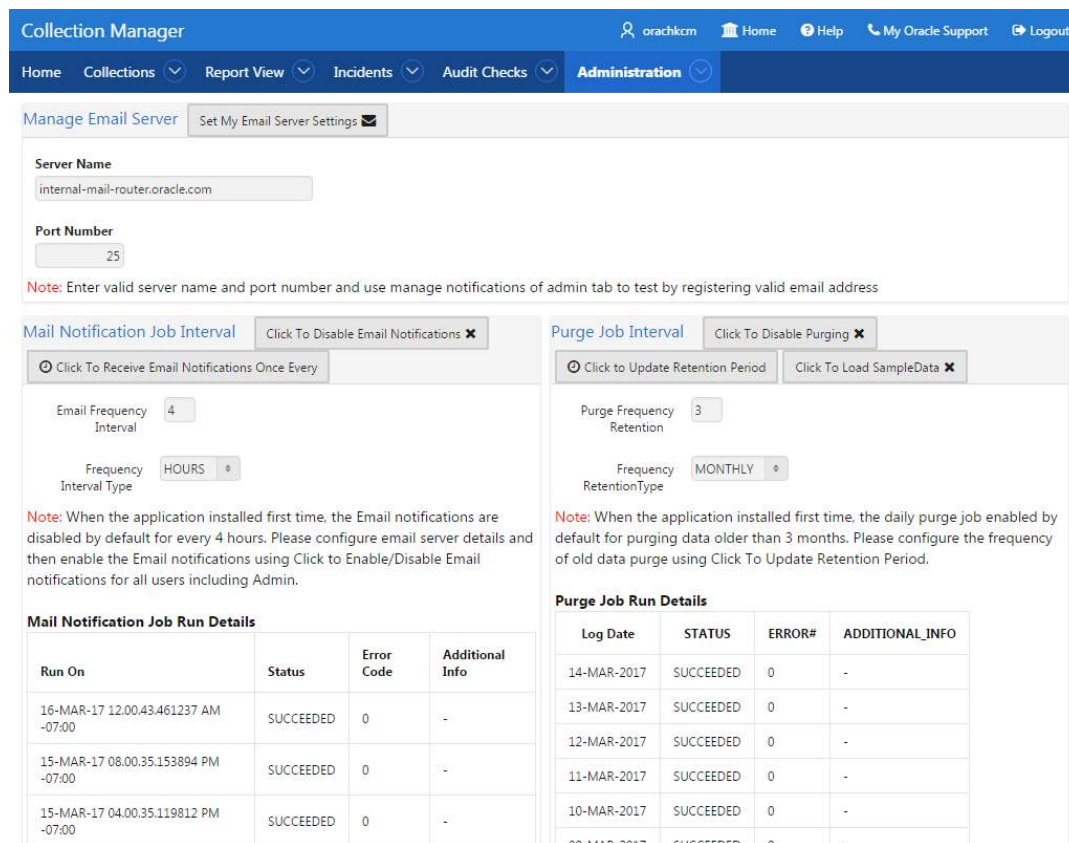 Collection Manager
orachkcm Home Help My Oracle Support Logout
Home Collections Report View Incidents Audit Checks Administration
Manage Email Server Set My Email Server Settings
Server Name
internal-mail-router.oracle.com
Port Number
25
Note: Enter valid server name and port number and use manage notifications of admin tab to test by registering valid email address
Mail Notification Job Interval Click To Disable Email Notifications
Click To Receive Email Notifications Once Every
Email Frequency Interval 4
Frequency Interval Type HOURS
Note: When the application installed first time, the Email notifications are
disabled by default for every 4 hours. Please configure email server details and
then enable the Email notifications using Click to Enable/Disable Email
notifications for all users including Admin.
Mail Notification Job Run Details
Run On Status Error Code Additional Info
16-MAR-17 12.00.43.461237 AM -07:00 SUCCEEDED 0 -
15-MAR-17 08.00.35.153894 PM -07:00 SUCCEEDED 0 -
15-MAR-17 04.00.35.119812 PM -07:00 SUCCEEDED 0 -
Purge Job Interval Click To Disable Purging
Click to Update Retention Period Click To Load SampleData
Purge Frequency Retention 3
Frequency RetentionType MONTHLY
Note: When the application installed first time, the daily purge job enabled by
default for purging data older than 3 months. Please configure the frequency
of old data purge using Click To Update Retention Period.
Purge Job Run Details
Log Date STATUS ERROR# ADDITIONAL_INFO
14-MAR-2017 SUCCEEDED 0 -
13-MAR-2017 SUCCEEDED 0 -
12-MAR-2017 SUCCEEDED 0 -
11-MAR-2017 SUCCEEDED 0 -
10-MAR-2017 SUCCEEDED 0 -